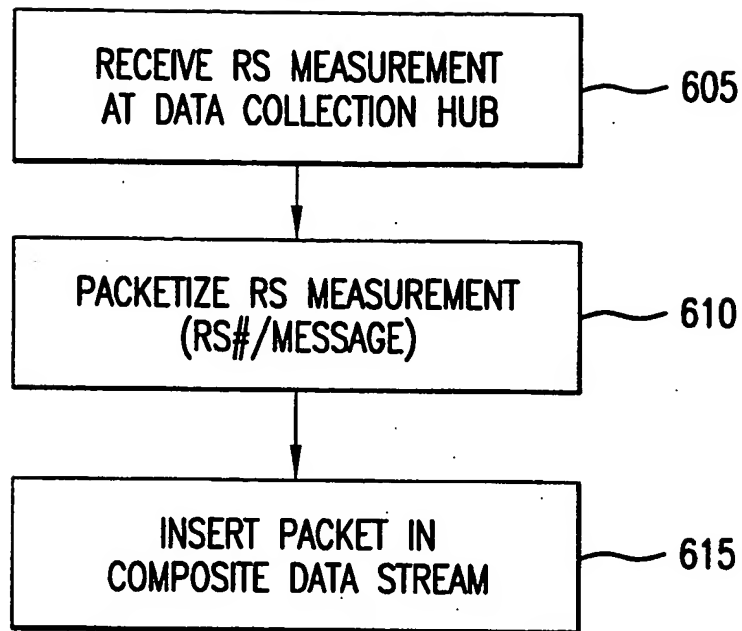 RECEIVE RS MEASUREMENT
AT DATA COLLECTION HUB
605
PACKETIZE RS MEASUREMENT
(RS#/MESSAGE)
610
INSERT PACKET IN
COMPOSITE DATA STREAM
615